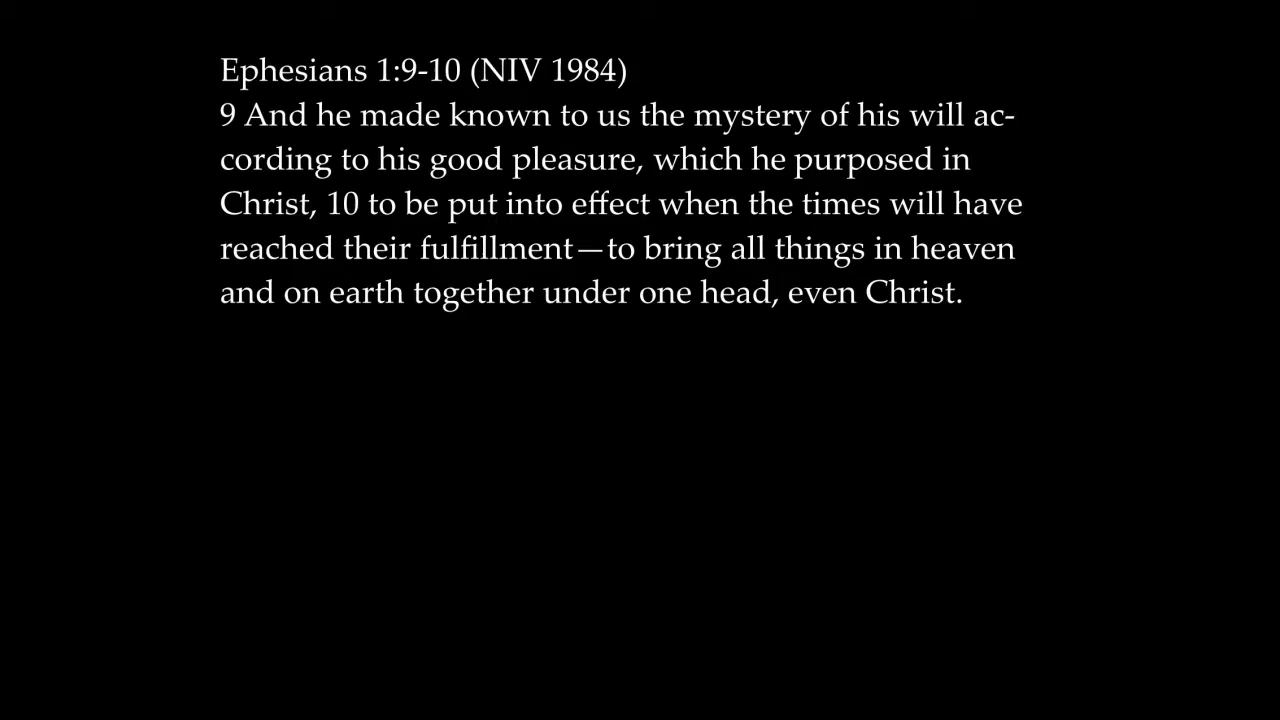 Ephesians 1:9-10 (NIV 1984)
9 And he made known to us the mystery of his will ac-
cording to his good pleasure, which he purposed in
Christ, 10 to be put into effect when the times will have
reached their fulfillment—to bring all things in heaven
and on earth together under one head, even Christ.